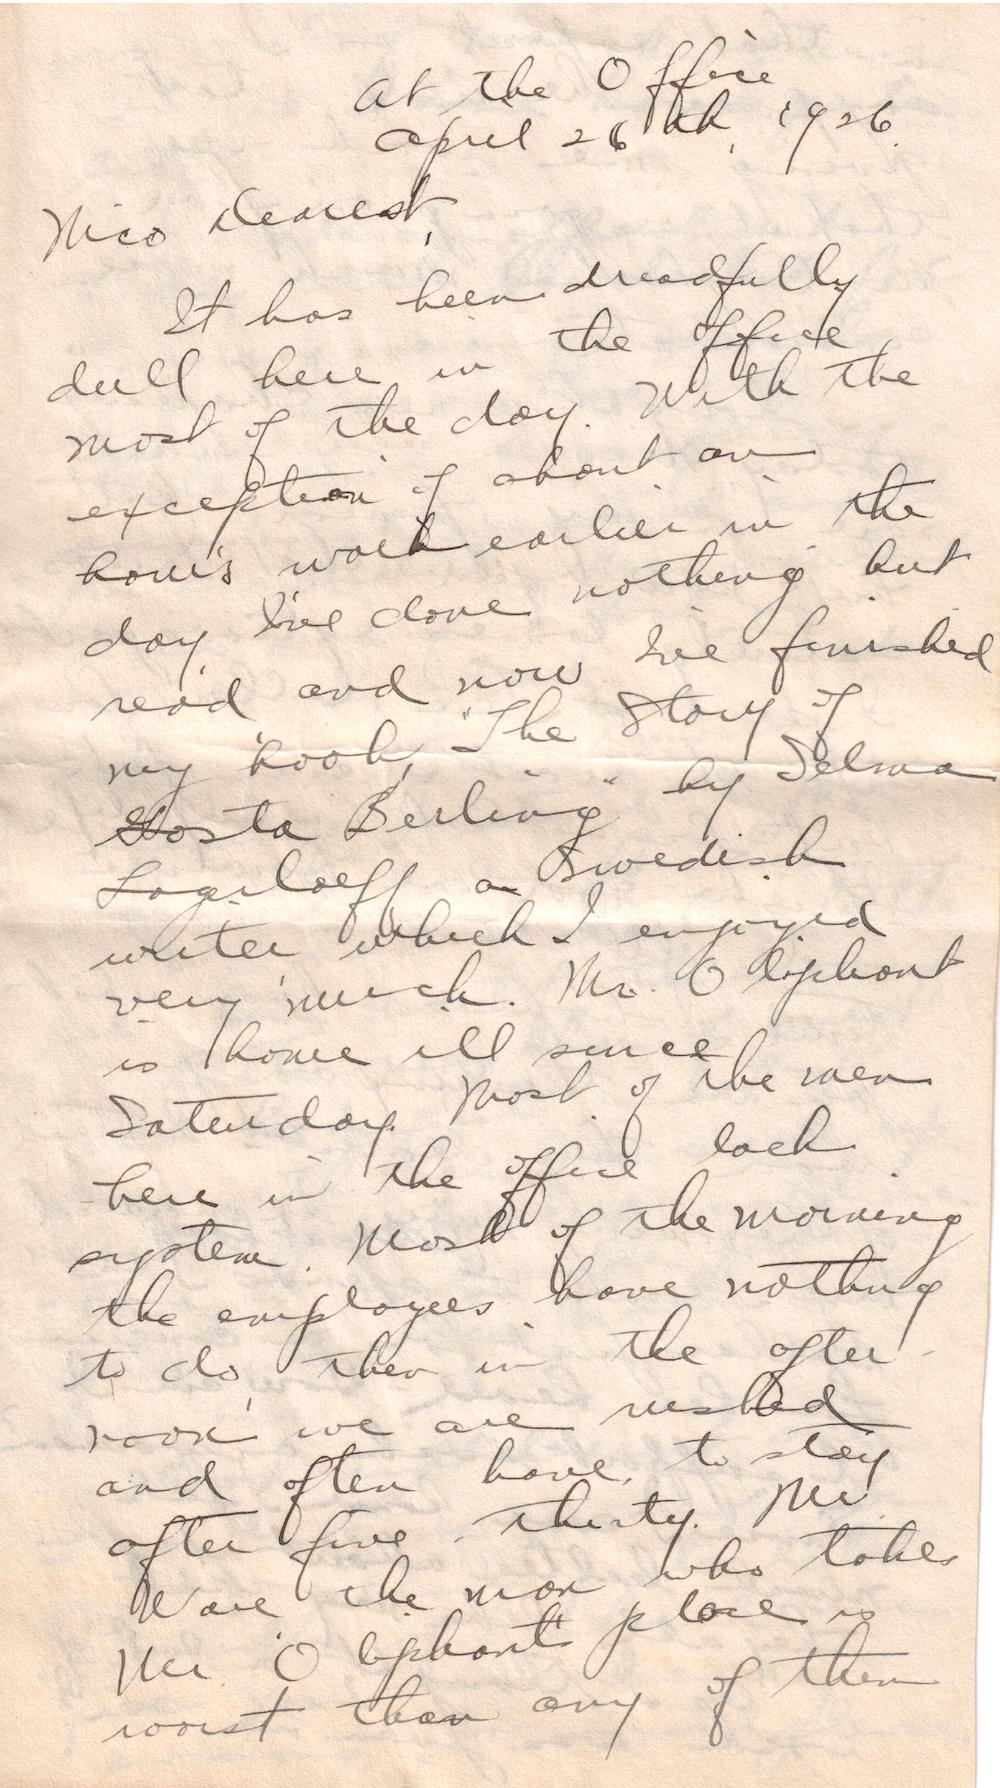 At the Office
April 26th, 1926.
Nico Dearest,
It has been dreadfully
dull here in the office
most of the day. With the
exception of about an
hour's work earlier in the
day I've done nothing but
read and now I've finished
my book, "The Story of
Gosta Berling" by Selma
Lagerloeff a Swedish
writer which I enjoyed
very much. Mr. Oliphant
is home ill since
Saturday. Most of the men
here in the office lack
system. Most of the morning
the employees have nothing
to do, then in the after-
noon we are rushed
and often have to stay
after five thirty. Mr.
Ware the man who takes
Mr. Oliphant's place is
worst than any of them